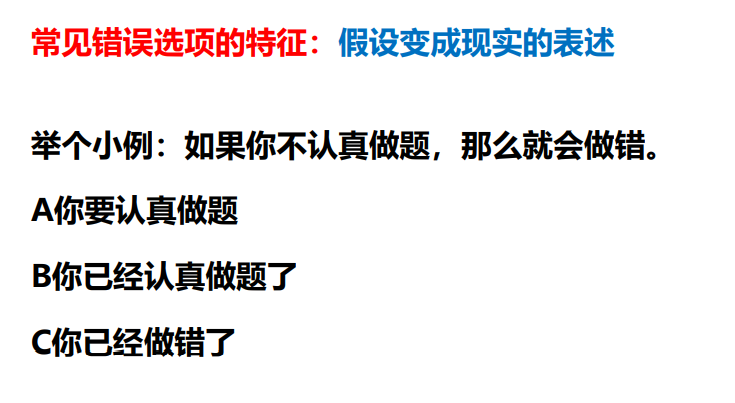 常见错误选项的特征：假设变成现实的表述
举个小例：如果你不认真做题，那么就会做错。
A你要认真做题
B你已经认真做题了
C你已经做错了